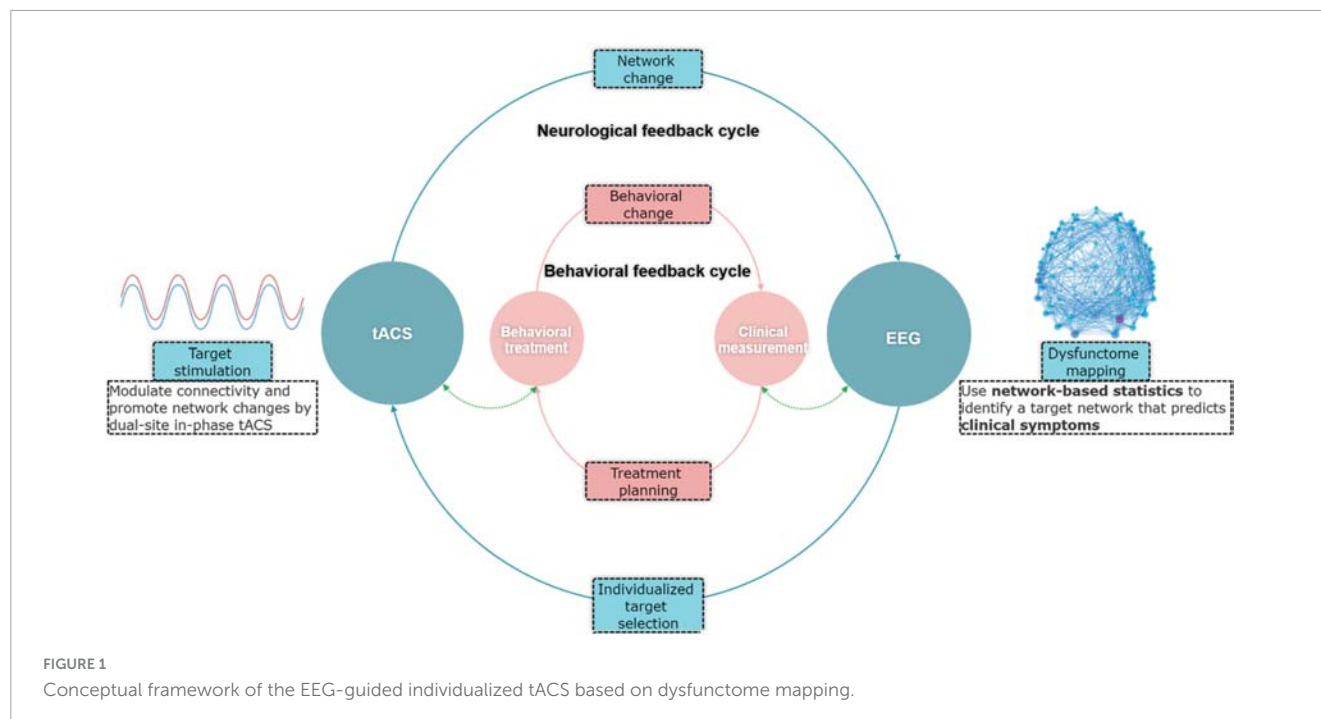 Network
change
Neurological feedback cycle
Behavioral
change
Behavioral feedback cycle
tACS
Behavioral
treatment
Clinical
measurement
EEG
Target
stimulation
Modulate connectivity and
promote network changes by
dual-site in-phase tACS
Dysfunctome
mapping
Use network-based statistics to
identify a target network that predicts
clinical symptoms
Treatment
planning
Individualized
target
selection
FIGURE 1
Conceptual framework of the EEG-guided individualized tACS based on dysfunctome mapping.